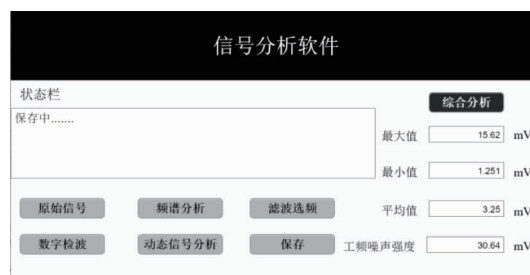 信号分析软件
状态栏
综合分析
保存中.......
最大值 15.62 mV
最小值 1.251 mV
原始信号 频谱分析 滤波选频 平均值 3.25 mV
数字检波 动态信号分析 保存 工频噪声强度 30.64 mV